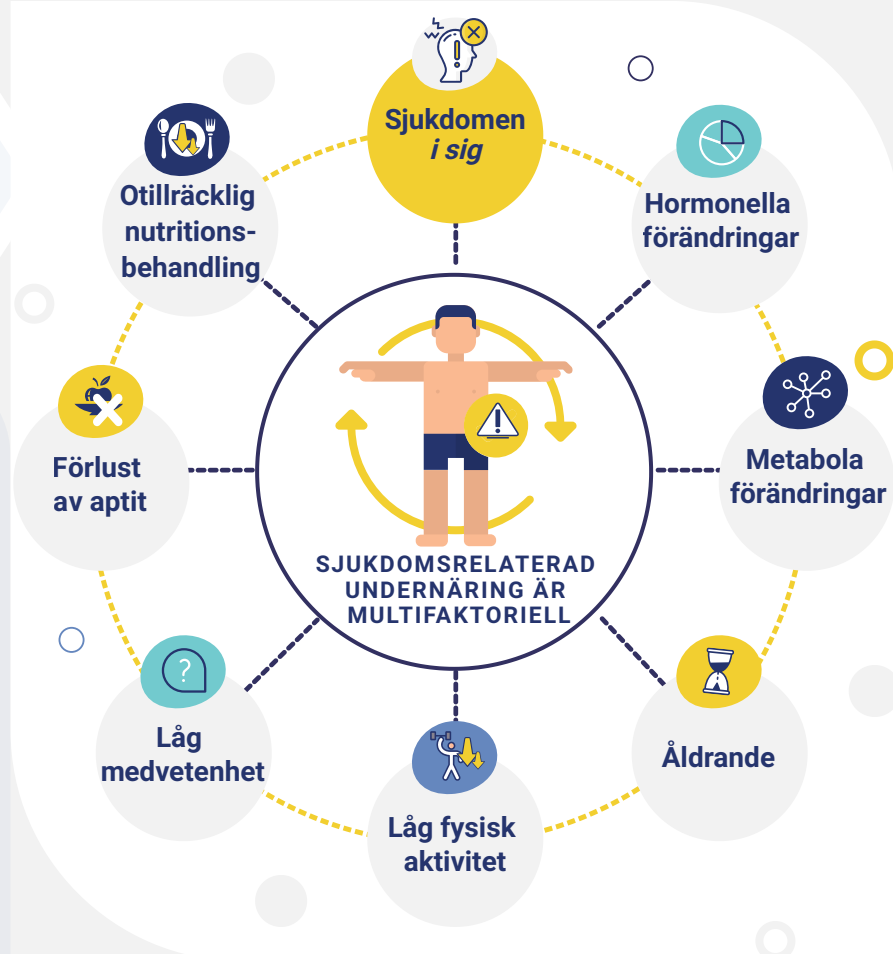 Sjukdomen
i sig
Hormonella
förändringar
Metabola
förändringar
Åldrande
Låg fysisk
aktivitet
Låg
medvetenhet
Förlust
av aptit
Otillräcklig
nutritions-
behandling
SJUKDOMSRELATERAD
UNDERNÄRING ÄR
MULTIFAKTORIELL